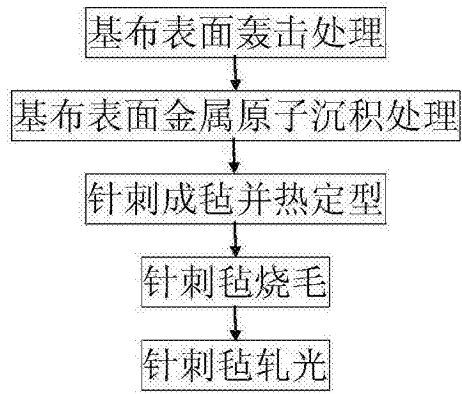 基布表面轰击处理
基布表面金属原子沉积处理
针刺成毡并热定型
针刺毡烧毛
针刺毡轧光